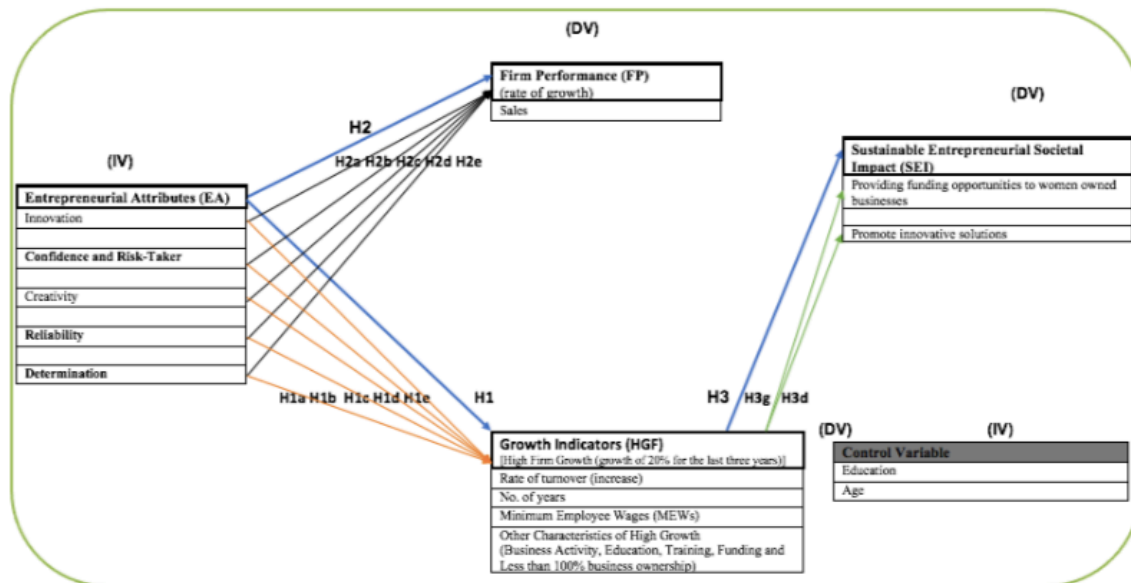 (DV)
Firm Performance (FP)
(rate of growth)
Sales
(DV)
H2
H2a H2b H2c H2d H2e
(IV)
Sustainable Entrepreneurial Societal
Impact (SEI)
Providing funding opportunities to women owned
businesses
Promote innovative solutions
Entrepreneurial Attributes (EA)
Innovation
Confidence and Risk-Taker
Creativity
Reliability
Determination
H1a H1b H1c H1d H1e
H1
H3
H3g
H3d
Growth Indicators (HGF)
[High Firm Growth (growth of 20% for the last three years)]
Rate of turnover (increase)
No. of years
Minimum Employee Wages (MEWs)
Other Characteristics of High Growth
(Business Activity, Education, Training, Funding and
Less than 100% business ownership)
(DV)
(IV)
Control Variable
Education
Age